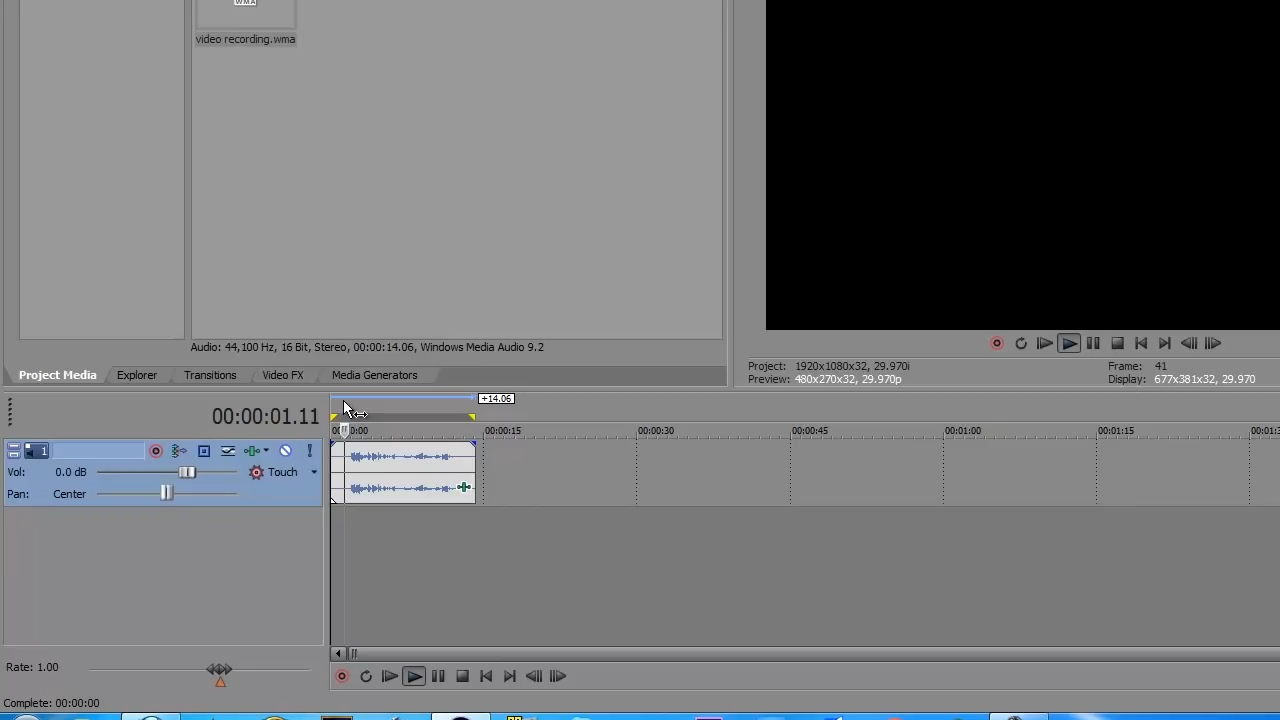 WMA
video recording.wma
Audio: 44,100 Hz, 16 Bit, Stereo, 00:00:14.06, Windows Media Audio 9.2
Project Media Explorer Transitions Video FX Media Generators
Project: 1920x1080x32, 29.970i Frame: 41
Preview: 480x270x32, 29.970p Display: 677x381x32, 29.970
+14.06
00:00:01.11
00:00:15 00:00:30 00:00:45 00:01:00 00:01:15
1
Vol: 0.0 dB Touch
Pan: Center
Rate: 1.00
Complete: 00:00:00